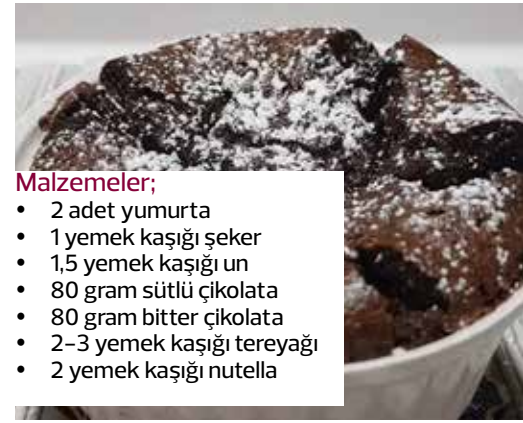 Malzemeler;
• 2 adet yumurta
• 1 yemek kaşığı şeker
• 1,5 yemek kaşığı un
• 80 gram sütlü çikolata
• 80 gram bitter çikolata
• 2-3 yemek kaşığı tereyağı
• 2 yemek kaşığı nutella